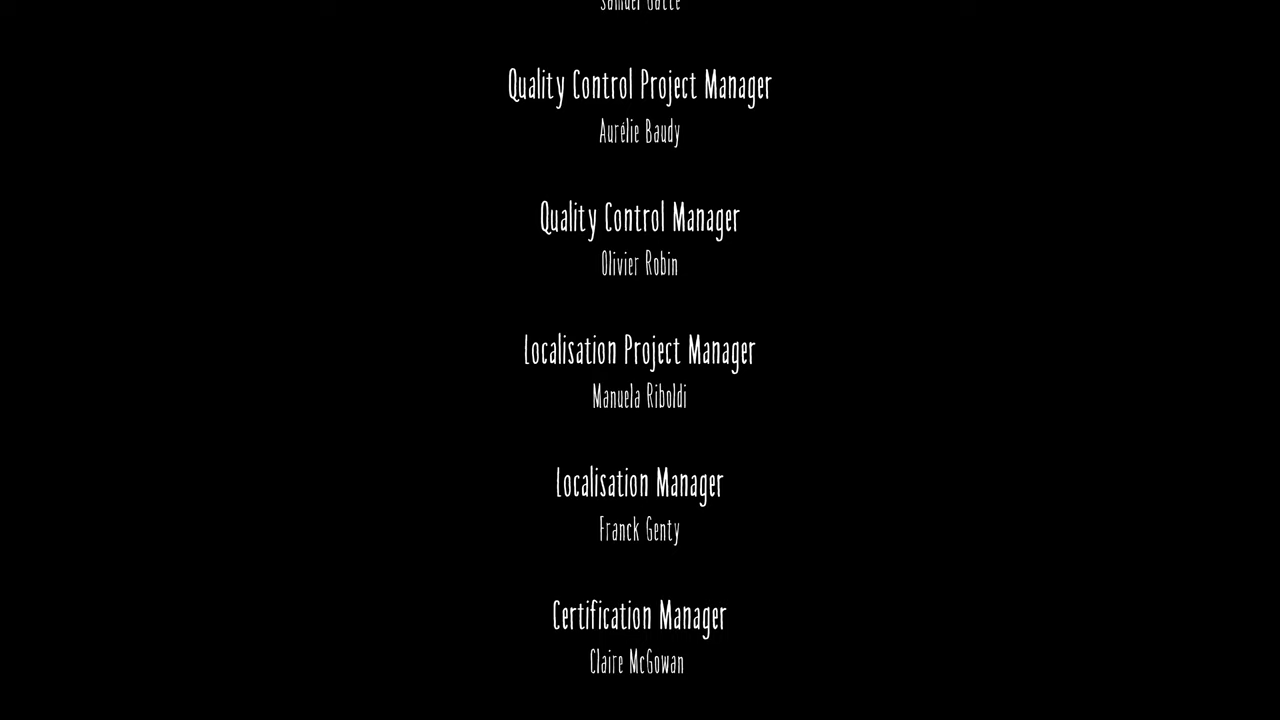 Quality Control Project Manager
Aurélie Baudy
Quality Control Manager
Olivier Robin
Localisation Project Manager
Manuela Riboldi
Localisation Manager
Franck Genty
Certification Manager
Claire McGowan